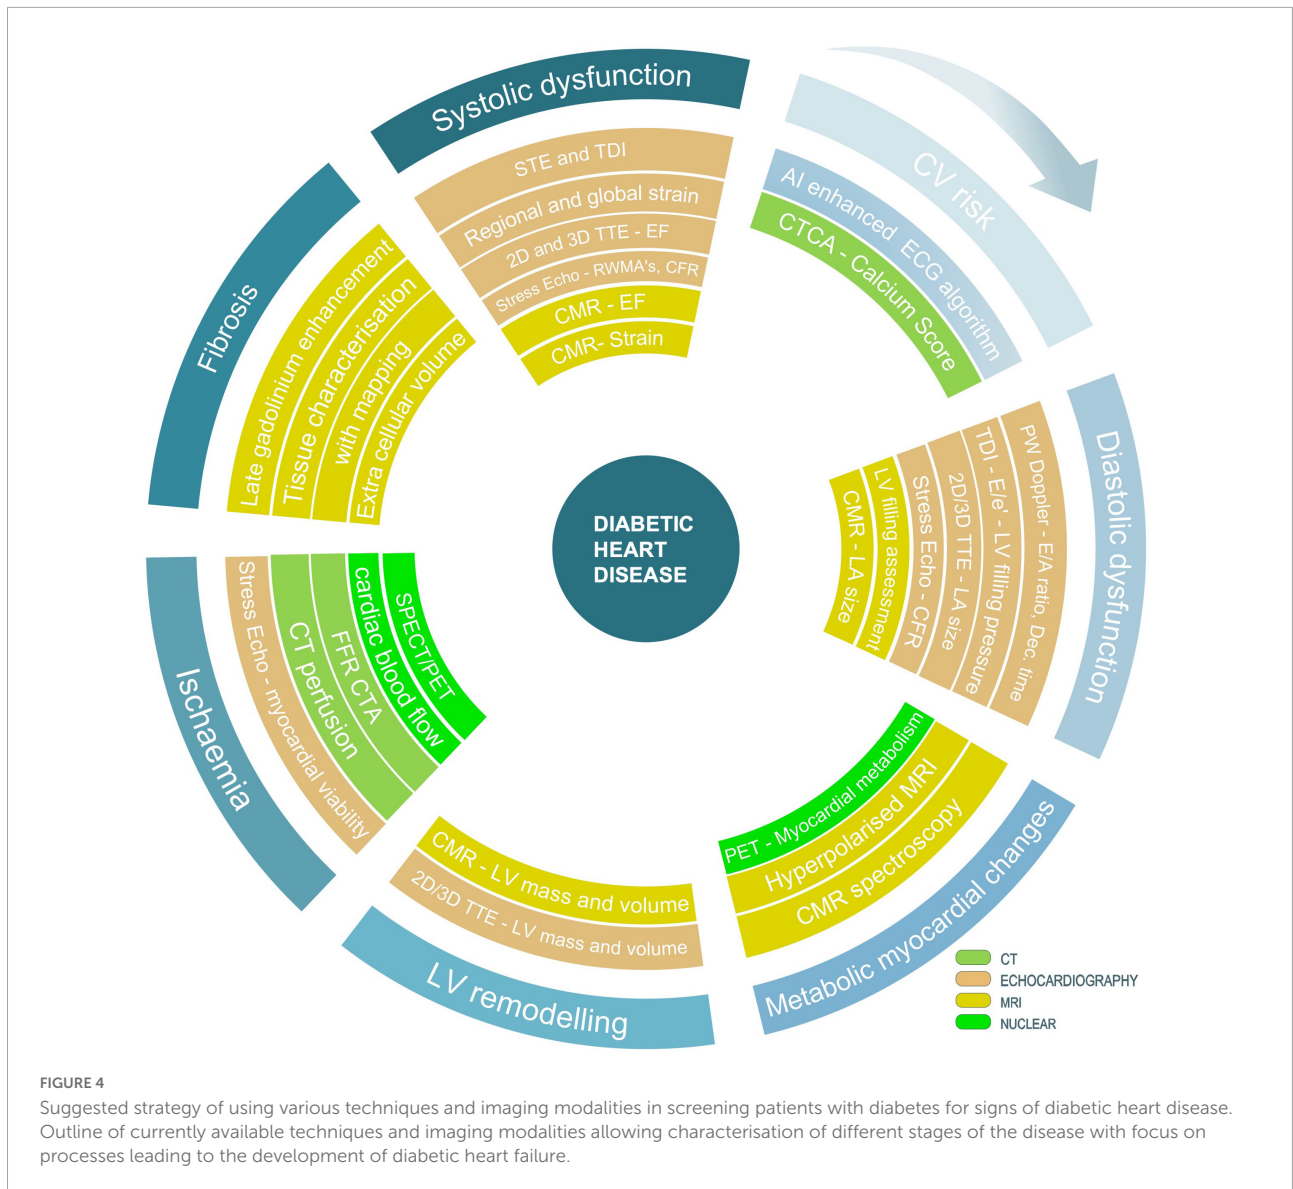 Systolic dysfunction
STE and TDI
Regional and global strain
2D and 3D TTE - EF
Stress Echo - RWMA's, CFR
CMR - EF
CMR- Strain
CV risk
AI enhanced ECG algorithm
CTCA - Calcium Score
Diastolic dysfunction
PW Doppler - E/A ratio, Dec. time
TDI - E/e' - LV filling pressure
2D/3D TTE - LA size
Stress Echo - CFR
LV filling assessment
CMR - LA size
Metabolic myocardial changes
PET - Myocardial metabolism
Hyperpolarised MRI
CMR spectroscopy
LV remodelling
CMR - LV mass and volume
2D/3D TTE - LV mass and volume
Ischaemia
Stress Echo - myocardial viability
CT perfusion
FFR CTA
cardiac blood flow
SPECT/PET
Fibrosis
Late gadolinium enhancement
Tissue characterisation
with mapping
Extra cellular volume
DIABETIC
HEART
DISEASE
CT
ECHOCARDIOGRAPHY
MRI
NUCLEAR
FIGURE 4
Suggested strategy of using various techniques and imaging modalities in screening patients with diabetes for signs of diabetic heart disease.
Outline of currently available techniques and imaging modalities allowing characterisation of different stages of the disease with focus on
processes leading to the development of diabetic heart failure.